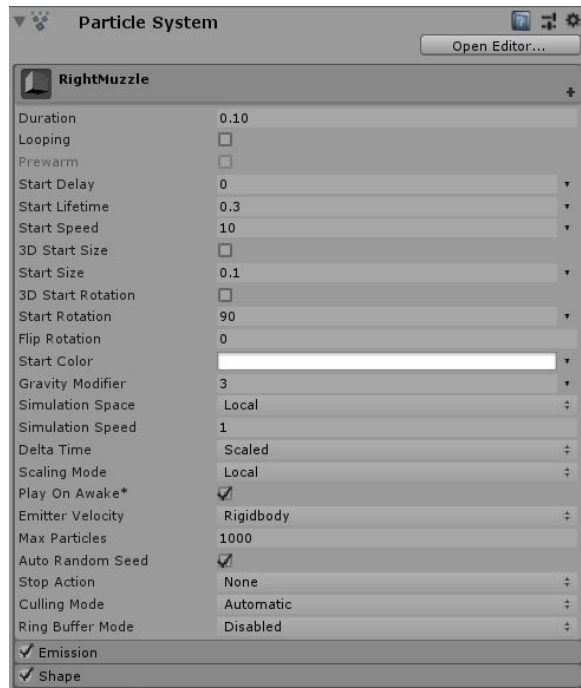 Particle System
Open Editor...
RightMuzzle
Duration 0.10
Looping
Prewarm
Start Delay 0
Start Lifetime 0.3
Start Speed 10
3D Start Size
Start Size 0.1
3D Start Rotation
Start Rotation 90
Flip Rotation 0
Start Color
Gravity Modifier 3
Simulation Space Local
Simulation Speed 1
Delta Time Scaled
Scaling Mode Local
Play On Awake*
Emitter Velocity Rigidbody
Max Particles 1000
Auto Random Seed
Stop Action None
Culling Mode Automatic
Ring Buffer Mode Disabled
Emission
Shape